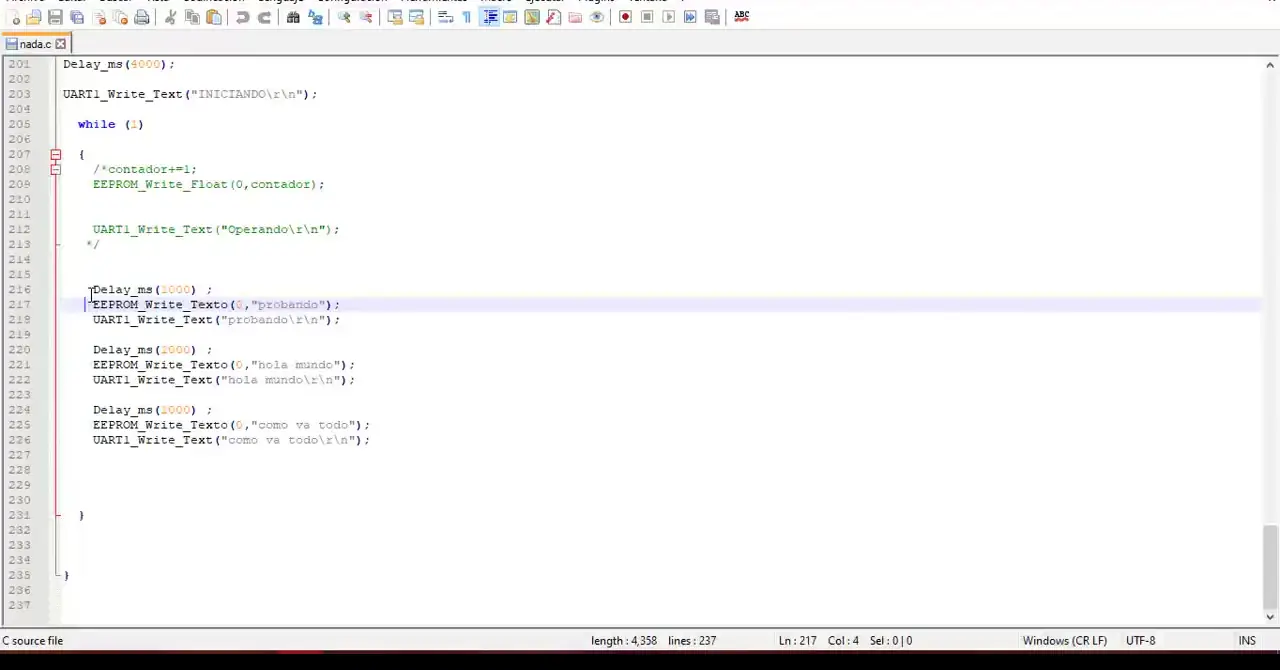 nada.c
201 Delay_ms(4000);
202
203 UART1_Write_Text("INICIANDO\r\n");
204
205 while (1)
206
207 {
208 /*contador+=1;
209 EEPROM_Write_Float(0,contador);
210
211
212 UART1_Write_Text("Operando\r\n");
213 */
214
215
216 Delay_ms(1000) ;
217 EEPROM_Write_Texto(0,"probando");
218 UART1_Write_Text("probando\r\n");
219
220 Delay_ms(1000) ;
221 EEPROM_Write_Texto(0,"hola mundo");
222 UART1_Write_Text("hola mundo\r\n");
223
224 Delay_ms(1000) ;
225 EEPROM_Write_Texto(0,"como va todo");
226 UART1_Write_Text("como va todo\r\n");
227
228
229
230
231 }
232
233
234
235 }
236
237
C source file length : 4,358 lines : 237 Ln : 217 Col : 4 Sel : 0 | 0 Windows (CR LF) UTF-8 INS